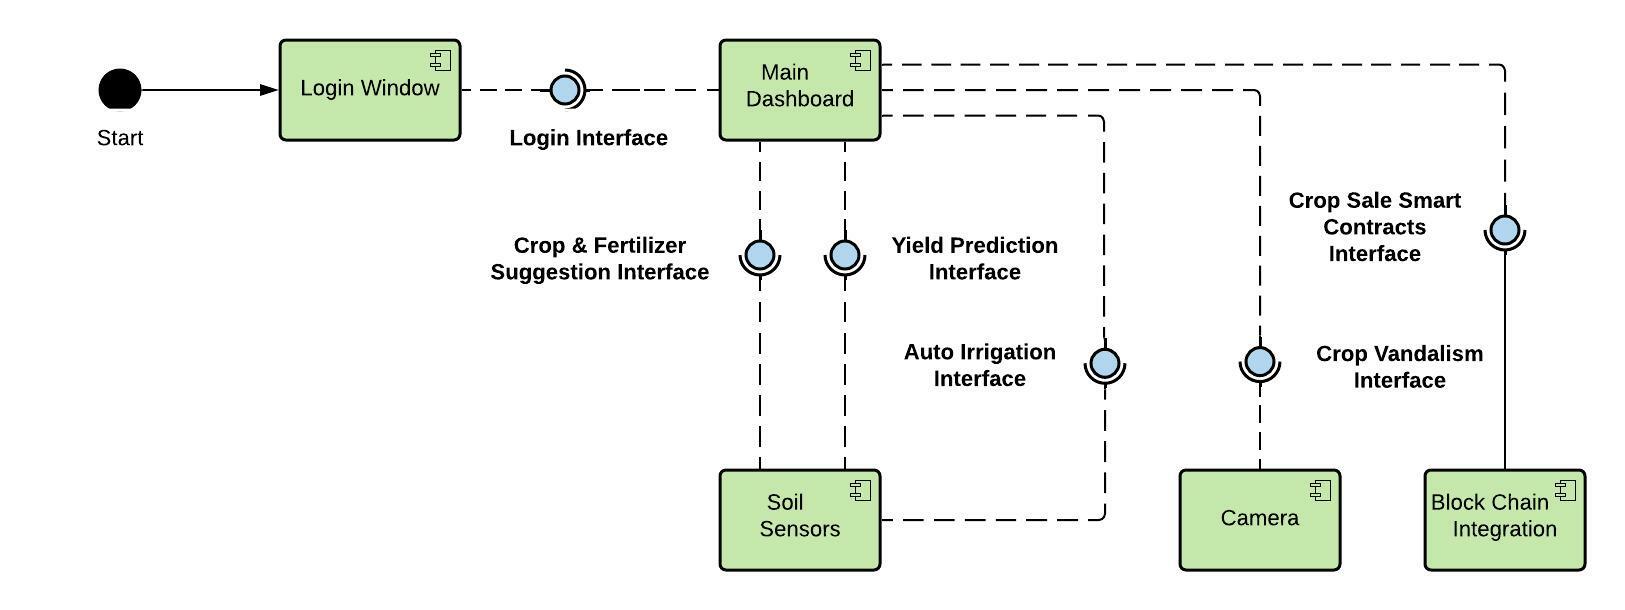 Start
Login Window
Login Interface
Main
Dashboard
Crop & Fertilizer
Suggestion Interface
Yield Prediction
Interface
Auto Irrigation
Interface
Crop Sale Smart
Contracts
Interface
Crop Vandalism
Interface
Soil
Sensors
Camera
Block Chain
Integration